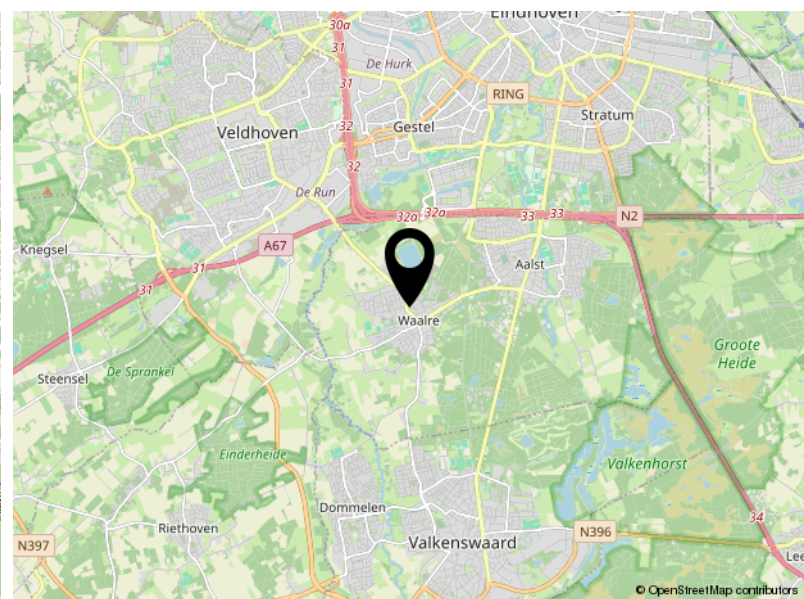 Eindhoven
30a
31
De Hurk
31
RING
Stratum
Veldhoven
32
Gestel
32
De Run
32a
32a
33
33
N2
Knegsel
A67
31
Aalst
31
Waalre
Groote
Heide
Steensel
De Sprankel
Einderheide
Valkenhorst
Dommelen
34
Riethoven
N397
Valkenswaard
N396
Lee
© OpenStreetMap contributors